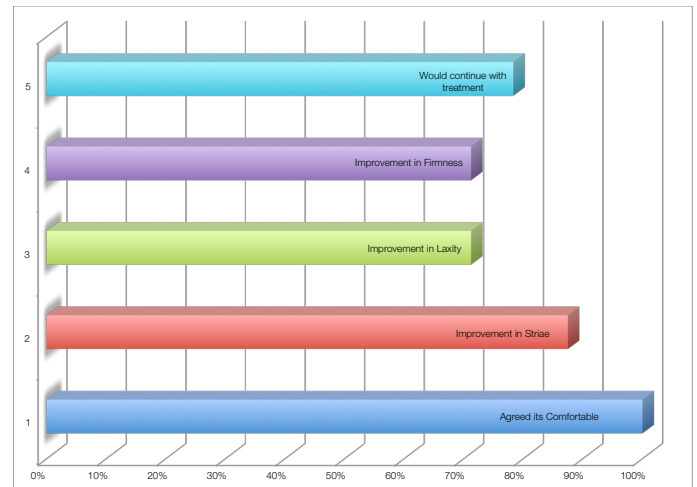 5
Would continue with
treatment
4
Improvement in Firmness
3
Improvement in Laxity
2
Improvement in Striae
1
Agreed its Comfortable
0% 10% 20% 30% 40% 50% 60% 70% 80% 90% 100%